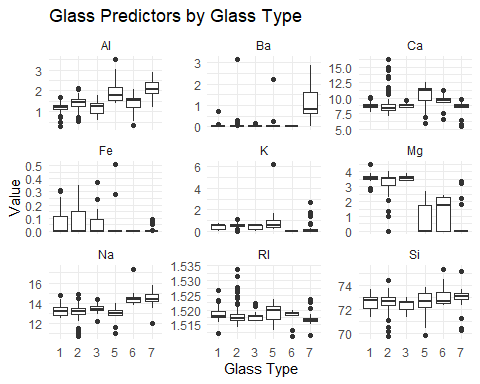 Glass Predictors by Glass Type
Al Ba Ca
3 2 1
3 2 1 0
15.0 12.5 10.0 7.5 5.0
Fe K Mg
0.5 0.4 0.3 0.2 0.1 0.0
6 4 2 0
4 3 2 1 0
Value
Na RI Si
16 14 12
1.535 1.530 1.525 1.520 1.515
74 72 70
1 2 3 5 6 7 1 2 3 5 6 7 1 2 3 5 6 7
Glass Type